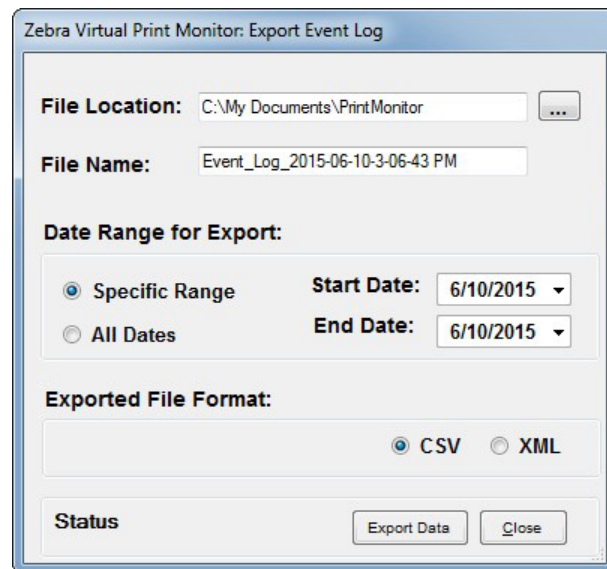 Zebra Virtual Print Monitor: Export Event Log
File Location: C:\My Documents\PrintMonitor ...
File Name: Event_Log_2015-06-10-3-06-43 PM
Date Range for Export:
Specific Range Start Date: 6/10/2015
All Dates End Date: 6/10/2015
Exported File Format:
CSV XML
Status Export Data Close